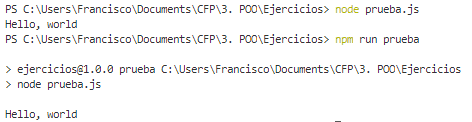 PS C:\Users\Francisco\Documents\CFP\3. POO\Ejercicios> node prueba.js
Hello, world
PS C:\Users\Francisco\Documents\CFP\3. POO\Ejercicios> npm run prueba
> ejercicios@1.0.0 prueba C:\Users\Francisco\Documents\CFP\3. POO\Ejercicios
> node prueba.js
Hello, world